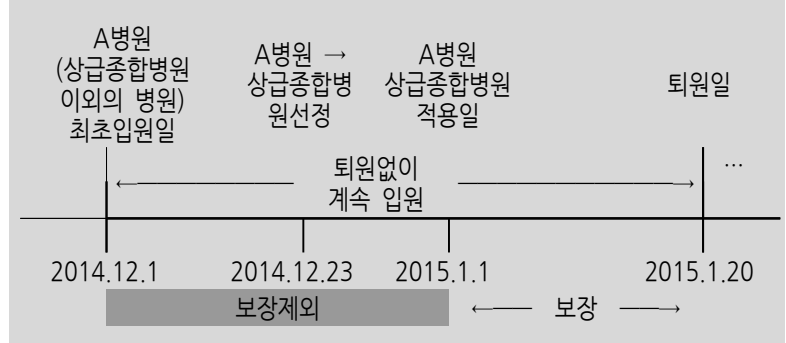 A병원
(상급종합병원
이외의 병원)
최초입원일
A병원 →
상급종합병
원선정
A병원
상급종합병원
적용일
퇴원일
퇴원없이
계속 입원
…
2014.12.1
2014.12.23
2015.1.1
2015.1.20
보장제외
보장